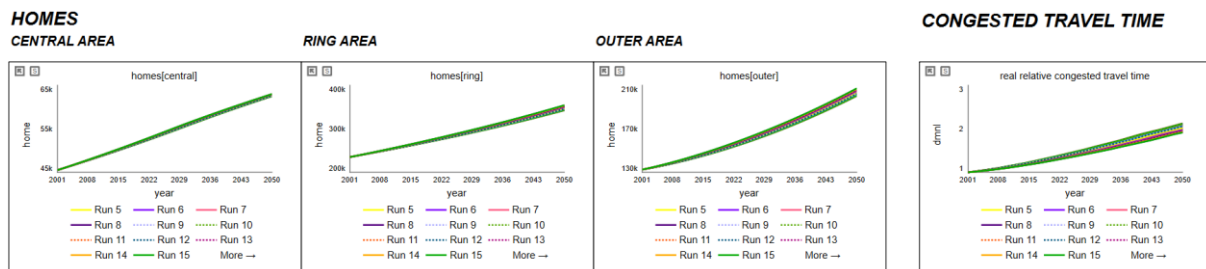 HOMES
CENTRAL AREA
RING AREA
OUTER AREA
CONGESTED TRAVEL TIME
homes[central]
65k
55k
45k
home
2001 2008 2015 2022 2029 2036 2043 2050
year
Run 5 Run 6 Run 7
Run 8 Run 9 Run 10
Run 11 Run 12 Run 13
Run 14 Run 15 More →
homes[ring]
400k
300k
200k
home
2001 2008 2015 2022 2029 2036 2043 2050
year
Run 5 Run 6 Run 7
Run 8 Run 9 Run 10
Run 11 Run 12 Run 13
Run 14 Run 15 More →
homes[outer]
210k
170k
130k
home
2001 2008 2015 2022 2029 2036 2043 2050
year
Run 5 Run 6 Run 7
Run 8 Run 9 Run 10
Run 11 Run 12 Run 13
Run 14 Run 15 More →
real relative congested travel time
3
2
1
dmnl
2001 2008 2015 2022 2029 2036 2043 2050
year
Run 5 Run 6 Run 7
Run 8 Run 9 Run 10
Run 11 Run 12 Run 13
Run 14 Run 15 More →